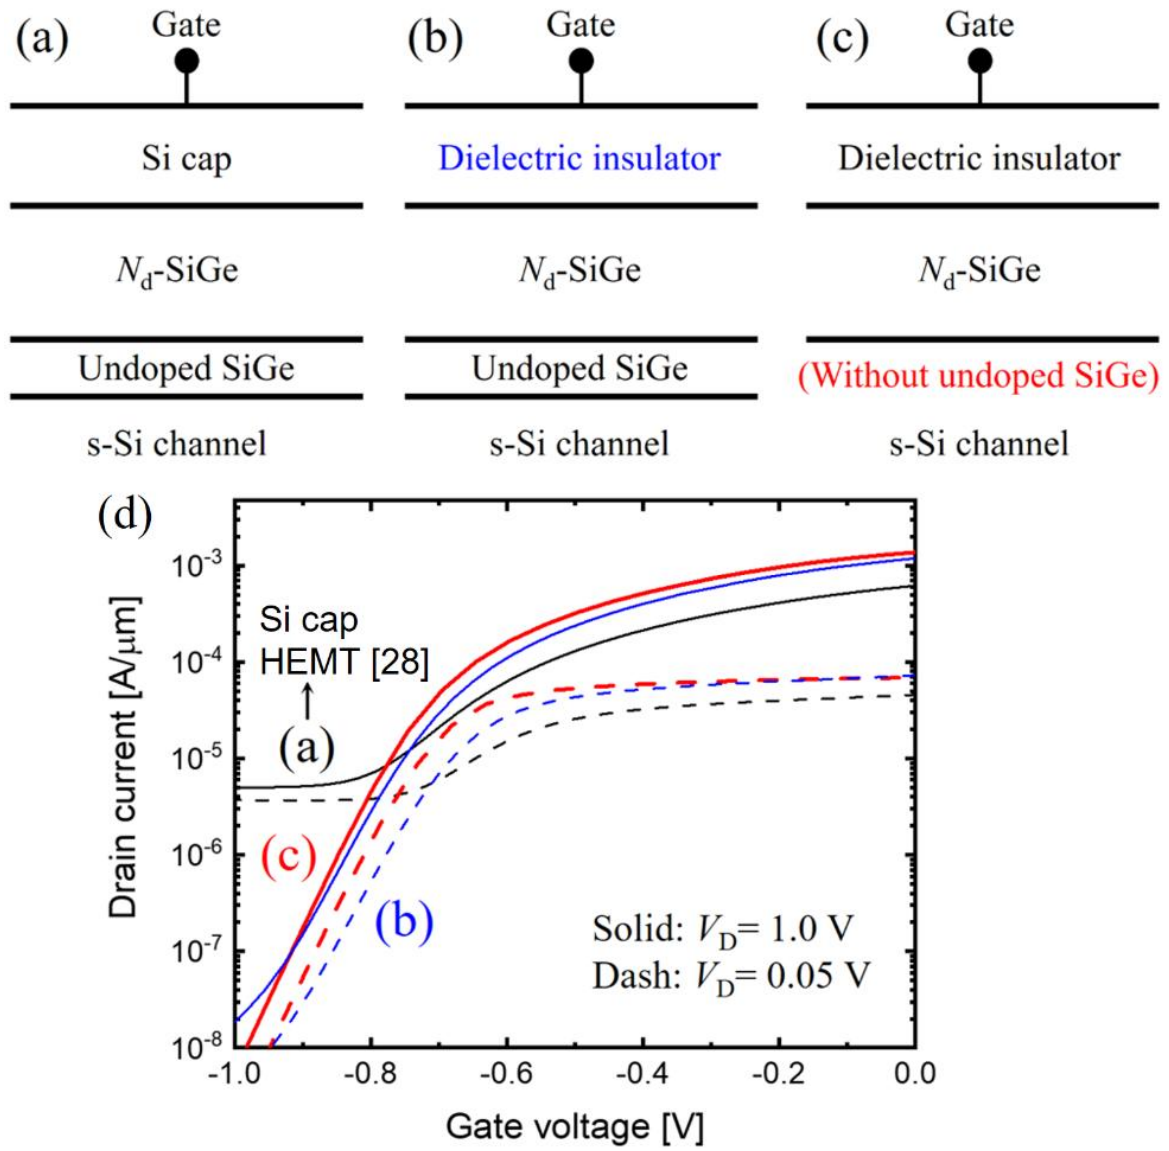 (a) Gate
Si cap
Nd-SiGe
Undoped SiGe
s-Si channel
(b) Gate
Dielectric insulator
Nd-SiGe
Undoped SiGe
s-Si channel
(c) Gate
Dielectric insulator
Nd-SiGe
(Without undoped SiGe)
s-Si channel
(d)
Drain current [A/μm]
10-3
10-4
10-5
10-6
10-7
10-8
Si cap
HEMT [28]
(a)
(c)
(b)
Solid: VD= 1.0 V
Dash: VD= 0.05 V
-1.0 -0.8 -0.6 -0.4 -0.2 0.0
Gate voltage [V]